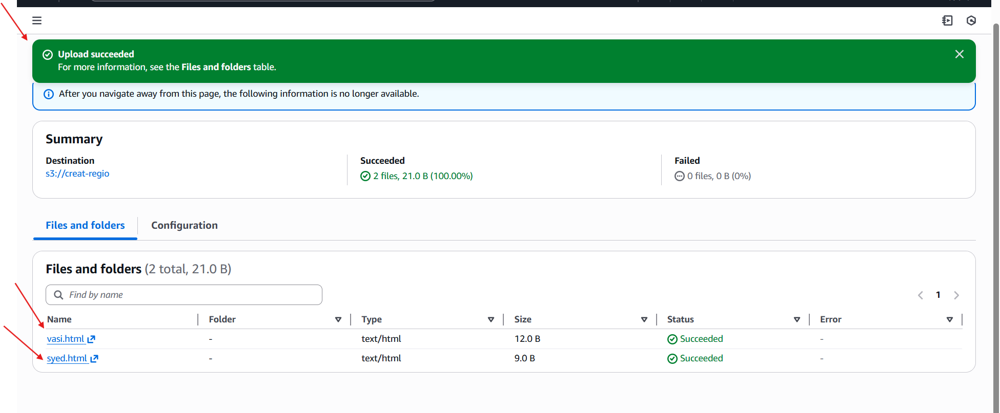 Upload succeeded
For more information, see the Files and folders table.
After you navigate away from this page, the following information is no longer available.
Summary
Destination
s3://creat-regio
Succeeded
2 files, 21.0 B (100.00%)
Failed
0 files, 0 B (0%)
Files and folders
Configuration
Files and folders (2 total, 21.0 B)
Find by name
1
Name Folder Type Size Status Error
vasi.html - text/html 12.0 B Succeeded -
syed.html - text/html 9.0 B Succeeded -